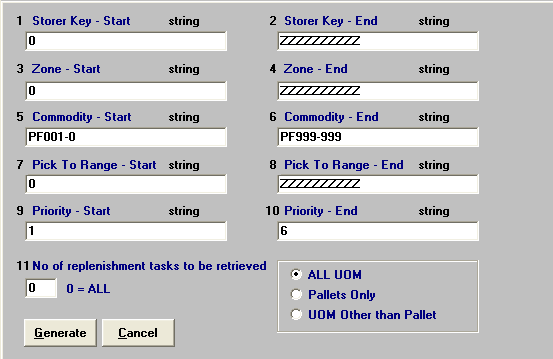 1 Storer Key - Start string 2 Storer Key - End string
0 ZZZZZZZZZZ
3 Zone - Start string 4 Zone - End string
0 ZZZZZZZZZZ
5 Commodity - Start string 6 Commodity - End string
PF001-0 PF999-999
7 Pick To Range - Start string 8 Pick To Range - End string
0 ZZZZZZZZZZ
9 Priority - Start string 10 Priority - End string
1 6
11 No of replenishment tasks to be retrieved
0 0 = ALL
ALL UOM
Pallets Only
UOM Other than Pallet
Generate Cancel